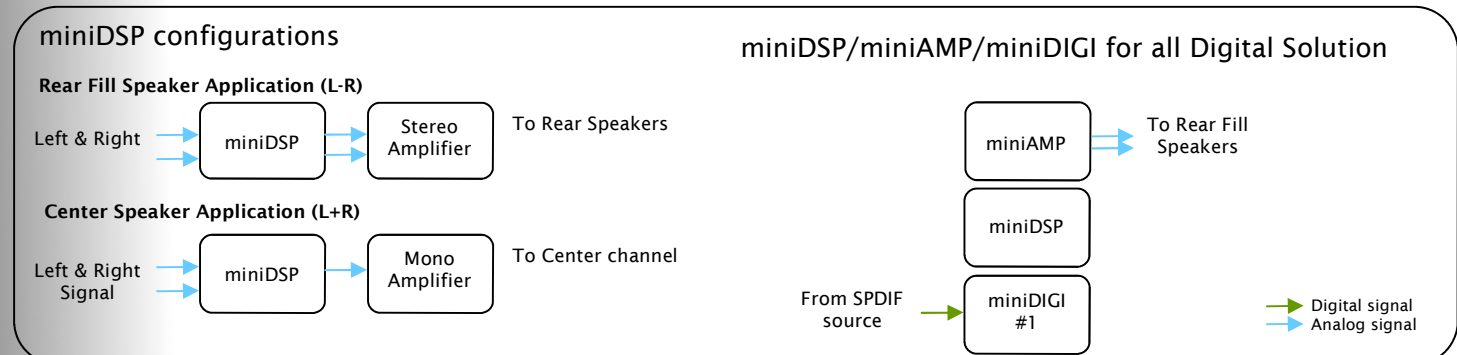 miniDSP configurations
Rear Fill Speaker Application (L-R)
Left & Right
miniDSP
Stereo
Amplifier
To Rear Speakers
Center Speaker Application (L+R)
Left & Right
Signal
miniDSP
Mono
Amplifier
To Center channel
miniDSP/miniAMP/miniDIGI for all Digital Solution
miniAMP
To Rear Fill
Speakers
miniDSP
From SPDIF
source
miniDIGI
#1
Digital signal
Analog signal